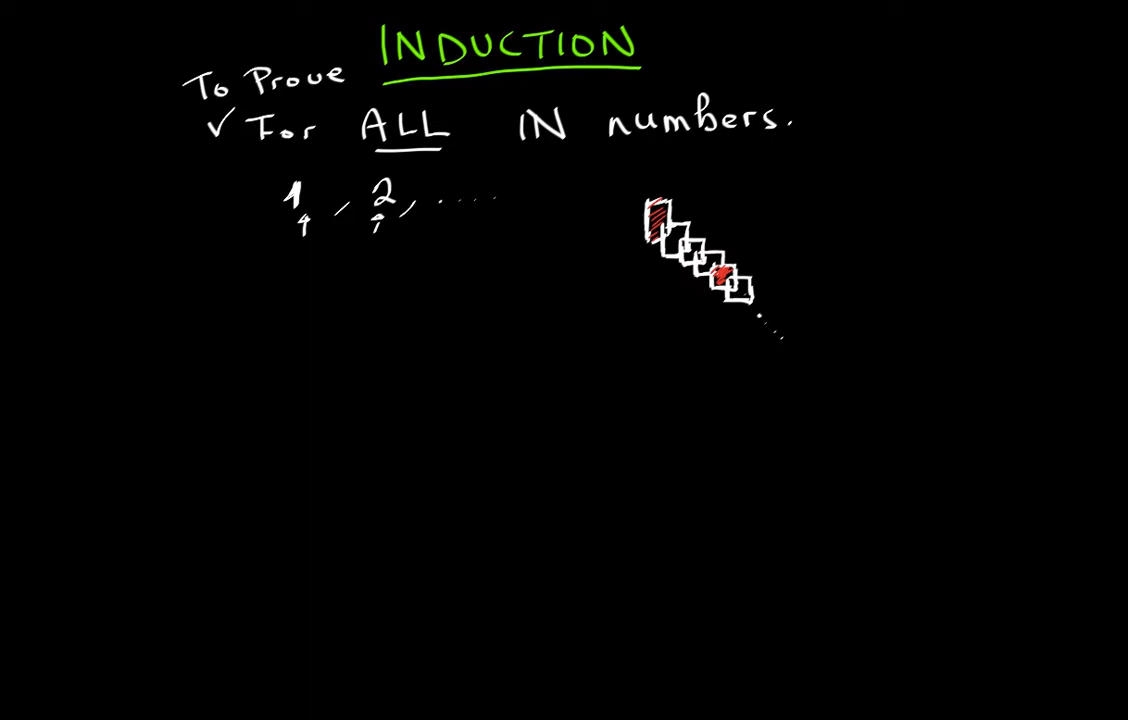 INDUCTION
To Prove
✓ For ALL IN numbers.
1, 2, .....